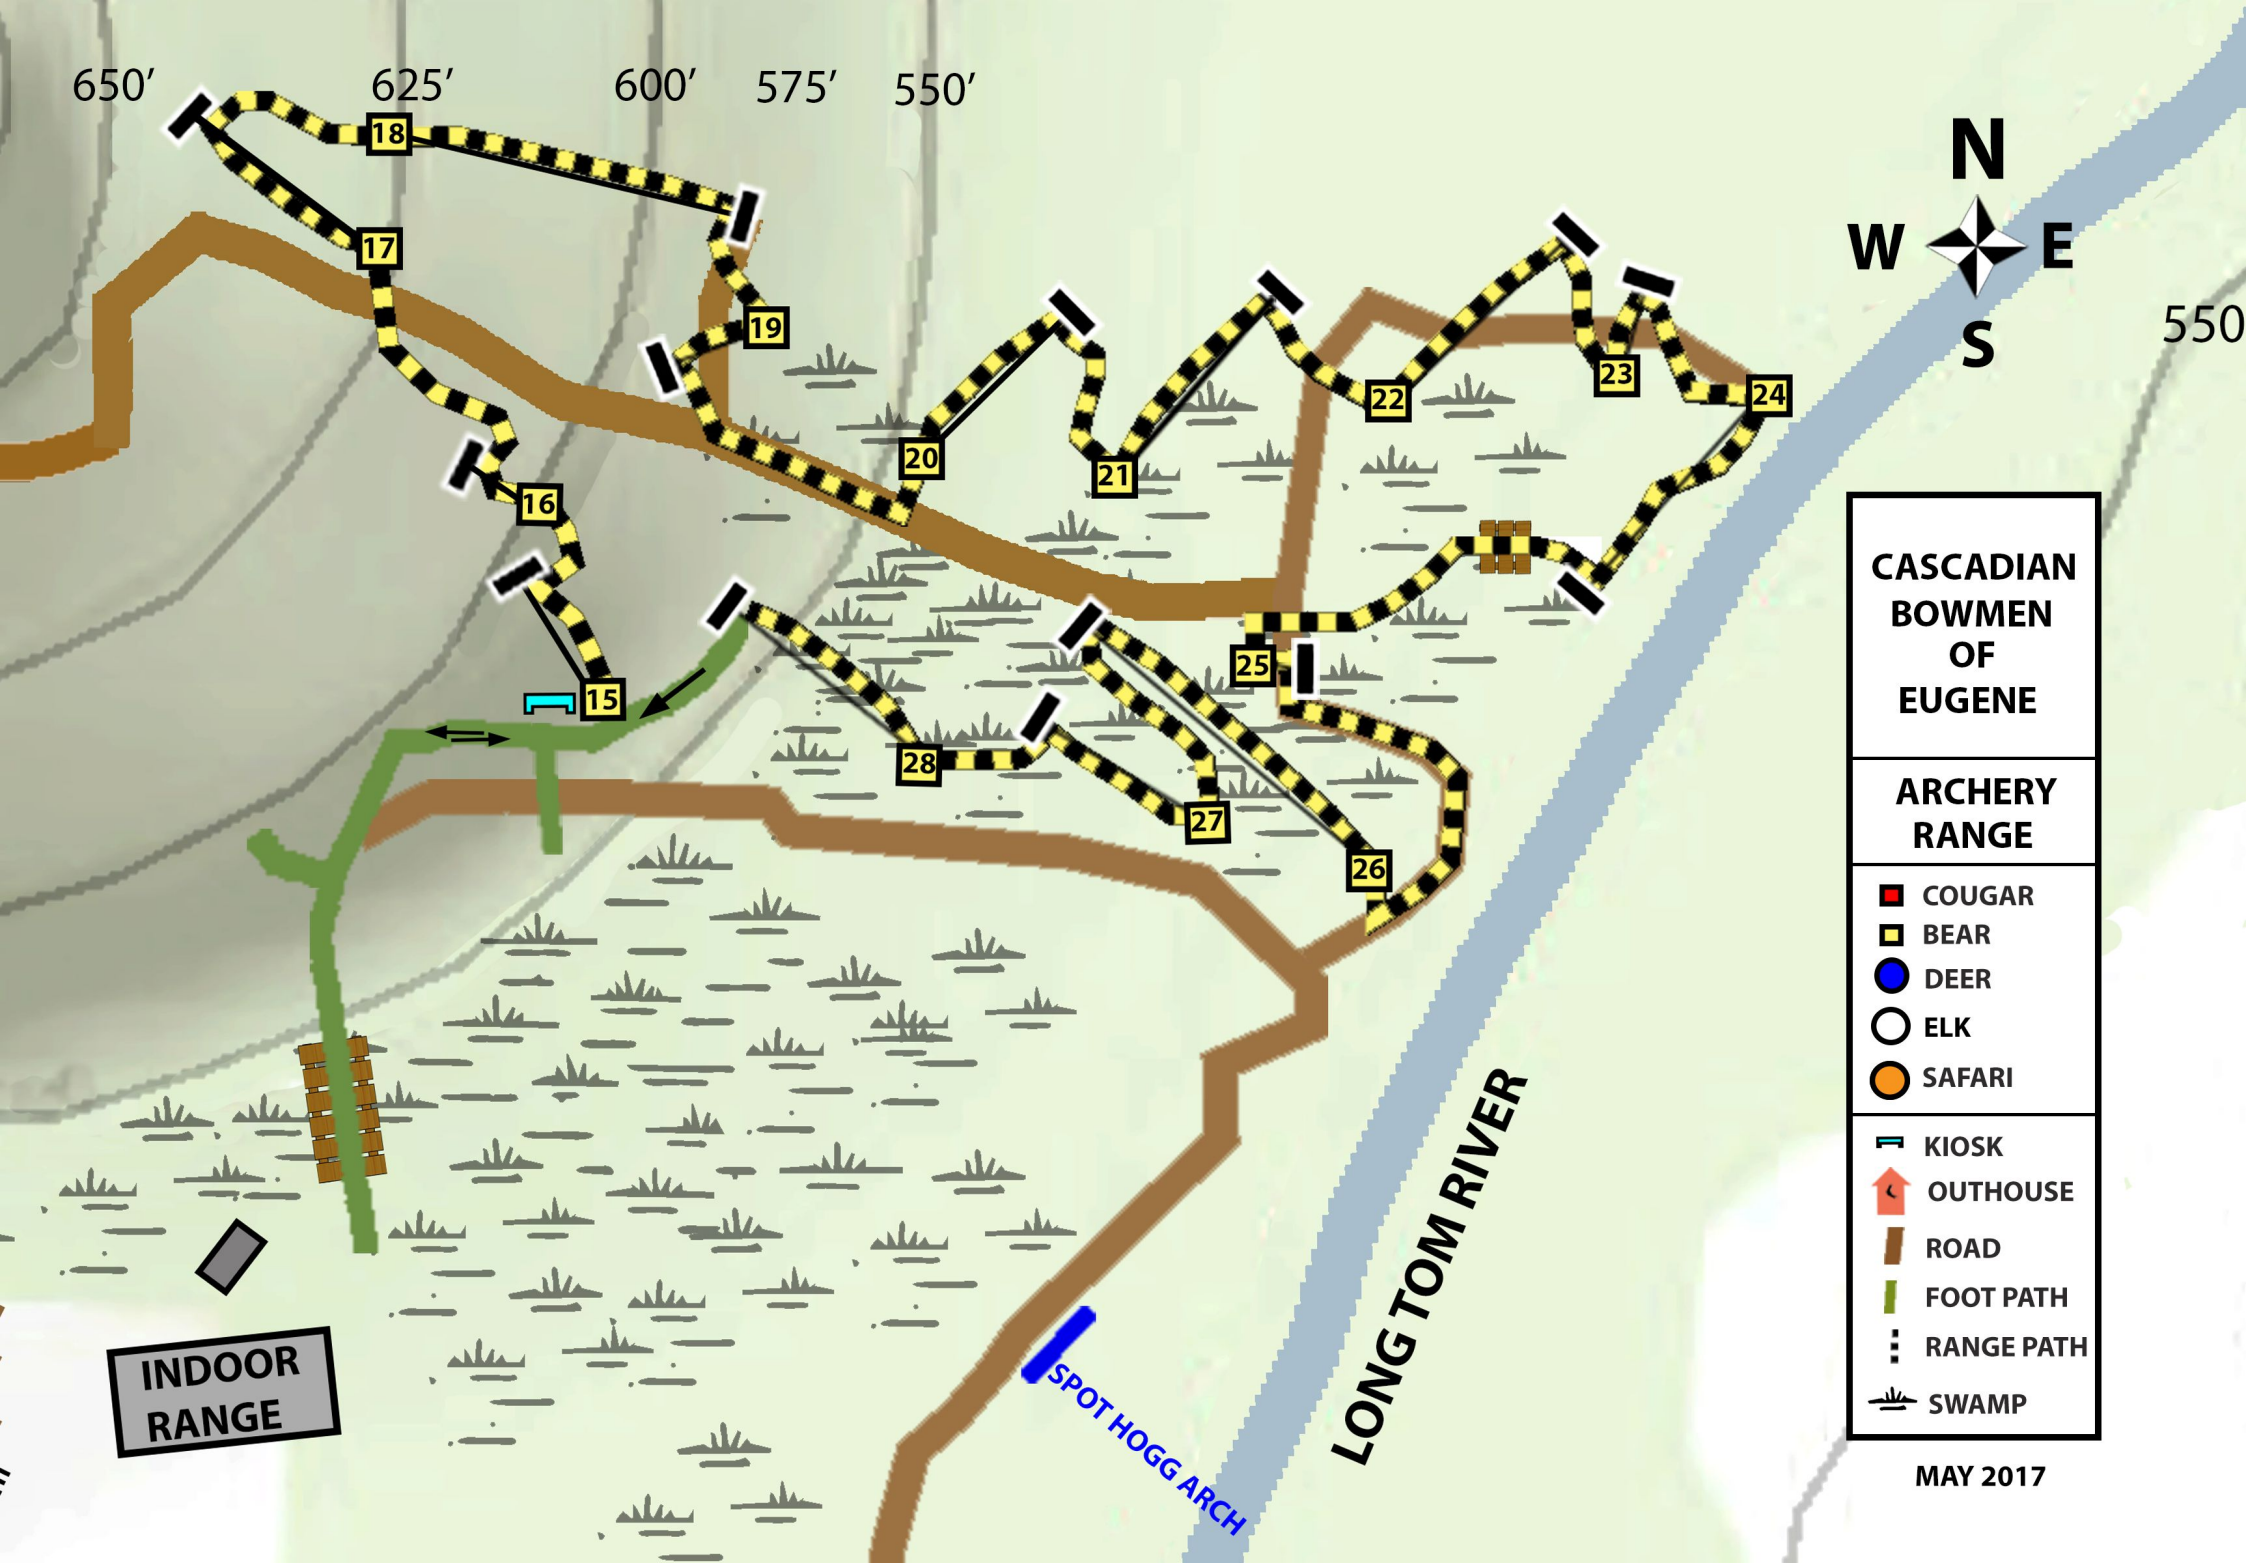 650’ 625’ 600’ 575’ 550’
N
W E
S
550
18
17
19
20
21
22
23
24
16
15
25
26
27
28
CASCADIAN
BOWMEN
OF
EUGENE
ARCHERY
RANGE
COUGAR
BEAR
DEER
ELK
SAFARI
KIOSK
OUTHOUSE
ROAD
FOOT PATH
RANGE PATH
SWAMP
MAY 2017
LONG TOM RIVER
SPOT HOGG ARCH
INDOOR
RANGE